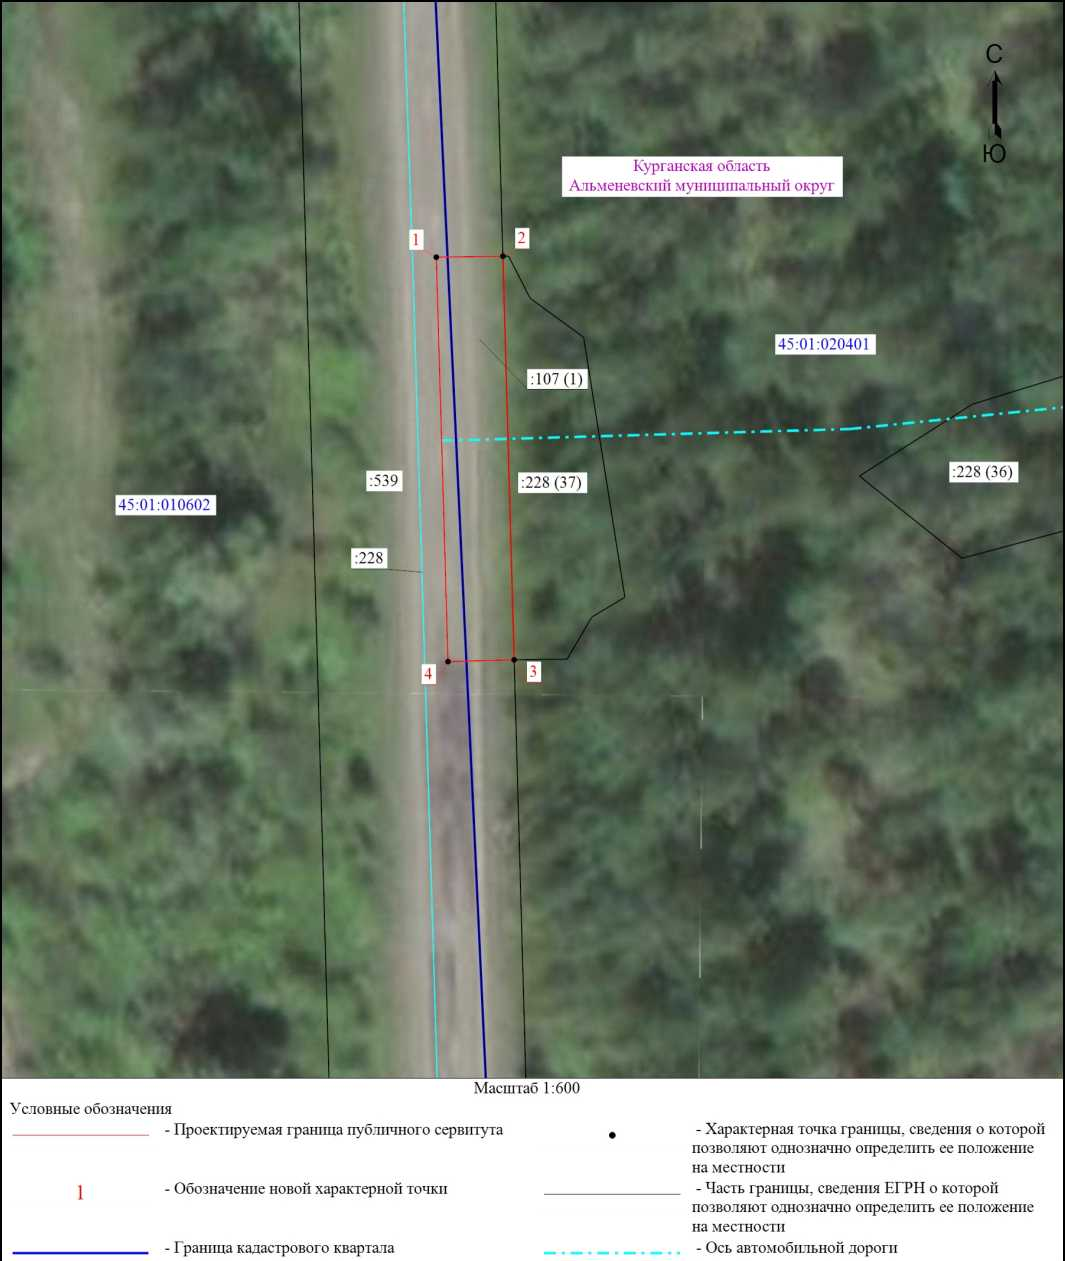 С
Ю
Курганская область
Альменевский муниципальный округ
1
2
45:01:020401
:107 (1)
:539
:228 (37)
:228 (36)
45:01:010602
:228
4
3
Масштаб 1:600
Условные обозначения
- Проектируемая граница публичного сервитута
- Характерная точка границы, сведения о которой
позволяют однозначно определить ее положение
на местности
1
- Обозначение новой характерной точки
- Часть границы, сведения ЕГРН о которой
позволяют однозначно определить ее положение
на местности
- Граница кадастрового квартала
- Ось автомобильной дороги